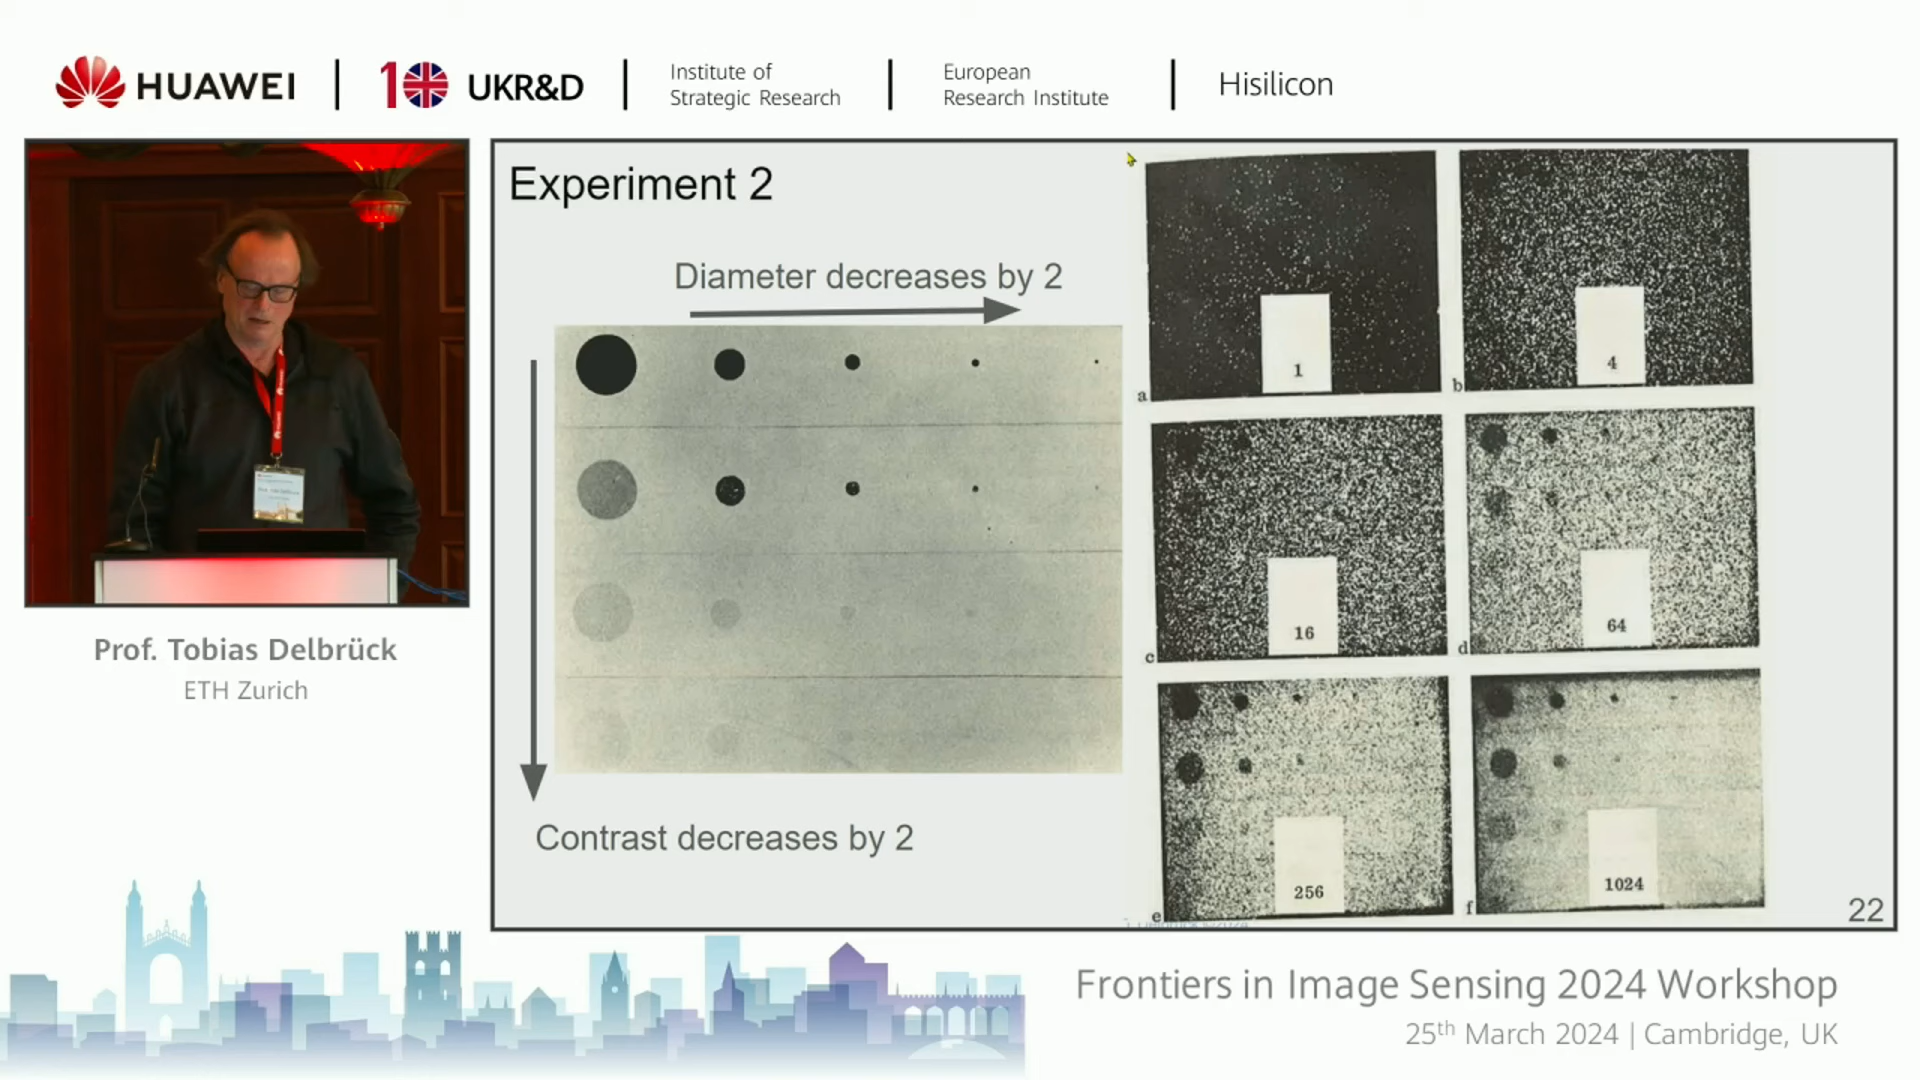 HUAWEI
10 UKR&D
Institute of
Strategic Research
European
Research Institute
Hisilicon
Experiment 2
Diameter decreases by 2
Contrast decreases by 2
1
a
4
b
16
c
64
d
256
e
1024
f
22
Prof. Tobias Delbrück
ETH Zurich
Frontiers in Image Sensing 2024 Workshop
25th March 2024 | Cambridge, UK